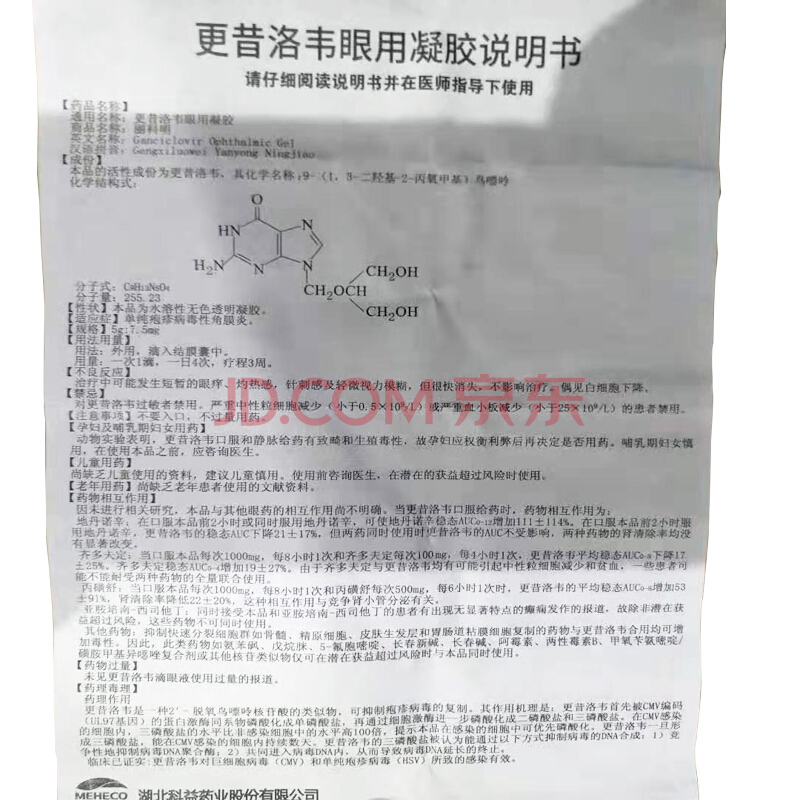 更昔洛韦眼用凝胶说明书
请仔细阅读说明书并在医师指导下使用
【药品名称】
通用名称：更昔洛韦眼用凝胶
商品名称：丽科明
英文名称：Ganciclovir Ophthalmic Gel
汉语拼音：Gengxiluowei Yanyong Ningjiao
【成份】
本品的活性成份为更昔洛韦，其化学名称：9-（1，3-二羟基-2-丙氧甲基）鸟嘌呤
化学结构式：
O
HN
N
H₂N
N
N
CH₂OCH
CH₂OH
CH₂OH
分子式：C₉H₁₃N₅O₄
分子量：255.23
【性状】本品为水溶性无色透明凝胶。
【适应症】单纯疱疹病毒性角膜炎。
【规格】5g:7.5mg
【用法用量】
用法：外用，滴入结膜囊中。
用量：一次1滴，一日4次，疗程3周。
【不良反应】
治疗中可能发生短暂的眼痒、灼热感，针刺感及轻微视力模糊，但很快消失，不影响治疗。偶见白细胞下降。
【禁忌】
对更昔洛韦过敏者禁用。严重中性粒细胞减少（小于0.5×10⁹/L）或严重血小板减少（小于25×10⁹/L）的患者禁用。
【注意事项】不要入口，不过量用药。
【孕妇及哺乳期妇女用药】
动物实验表明，更昔洛韦口服和静脉给药有致畸和生殖毒性，故孕妇应权衡利弊后再决定是否用药。哺乳期妇女慎
用，在使用本品之前，应咨询医生。
【儿童用药】
尚缺乏儿童使用的资料，建议儿童慎用。使用前咨询医生，在潜在的获益超过风险时使用。
【老年用药】尚缺乏老年患者使用的文献资料。
【药物相互作用】
因未进行相关研究，本品与其他眼药的相互作用尚不明确。当更昔洛韦口服给药时，药物相互作用为：
地丹诺辛：在口服本品前2小时或同时服用地丹诺辛，可使地丹诺辛稳态AUC₀₋₁₂增加111±114%，在口服本品前2小时服
用地丹诺辛，更昔洛韦的稳态AUC下降21±17%，但两药同时使用时更昔洛韦的AUC不受影响，两种药物的肾清除率均没
有显著改变。
齐多夫定：当口服本品每次1000mg，每8小时1次和齐多夫定每次100mg，每4小时1次，更昔洛韦平均稳态AUC₀₋₈下降17
±25%。齐多夫定稳态AUC₀₋₄增加19±27%。由于齐多夫定与更昔洛韦均有可能引起中性粒细胞减少和贫血，一些患者可
能不能耐受两种药物的全量联合使用。
丙磺舒：当口服本品每次1000mg，每8小时1次和丙磺舒每次500mg，每6小时1次时，更昔洛韦的平均稳态AUC₀₋₈增加53
±91%，肾清除率降低22±20%，这种相互作用与竞争肾小管分泌有关。
亚胺培南-西司他丁：同时接受本品和亚胺培南-西司他丁的患者有出现无显著特点的癫痫发作的报道，故除非潜在获
益超过风险，这些药物不可同时使用。
其他药物：抑制快速分裂细胞群如骨髓、精原细胞、皮肤生发层和胃肠道粘膜细胞复制的药物与更昔洛韦合用均可增
加毒性。因此，此类药物如氨苯砜、戊烷脒、5-氟胞嘧啶、长春新碱、长春碱、阿霉素、两性霉素B、甲氧苄氨嘧啶/
磺胺甲基异噁唑复合剂或其他核苷类似物仅可在潜在获益超过风险时与本品同时使用。
【药物过量】
未见更昔洛韦滴眼液使用过量的报道。
【药理毒理】
药理作用
更昔洛韦是一种2′-脱氧鸟嘌呤核苷酸的类似物，可抑制疱疹病毒的复制。其作用机理是：更昔洛韦首先被CMV编码
(UL97基因）的蛋白激酶同系物磷酸化成单磷酸盐，再通过细胞激酶进一步磷酸化成二磷酸盐和三磷酸盐。在CMV感染
的细胞内，三磷酸盐的水平比非感染细胞中的水平高100倍，提示本品在感染的细胞中可优先磷酸化。更昔洛韦一旦形
成三磷酸盐，能在CMV感染的细胞内持续数天。更昔洛韦的三磷酸盐被认为能通过以下方式抑制病毒的DNA合成：1）竞
争性地抑制病毒DNA聚合酶；2）共同进入病毒DNA内，从而导致病毒DNA延长的终止。
临床已证实：更昔洛韦对巨细胞病毒（CMV）和单纯疱疹病毒（HSV）所致的感染有效。
MEHECO 湖北科益药业股份有限公司
JD.COM 京东